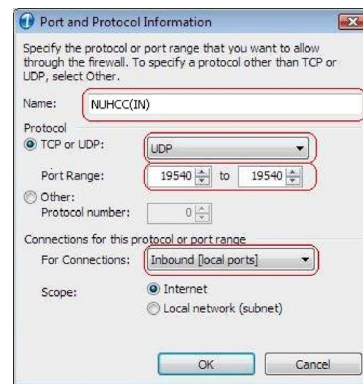 Port and Protocol Information
Specify the protocol or port range that you want to allow
through the firewall. To specify a protocol other than TCP or
UDP, select Other.
Name: NUHCC(IN)
Protocol
TCP or UDP: UDP
Port Range: 19540 to 19540
Other:
Protocol number: 0
Connections for this protocol or port range
For Connections: Inbound [local ports]
Scope: Internet
Local network (subnet)
OK Cancel